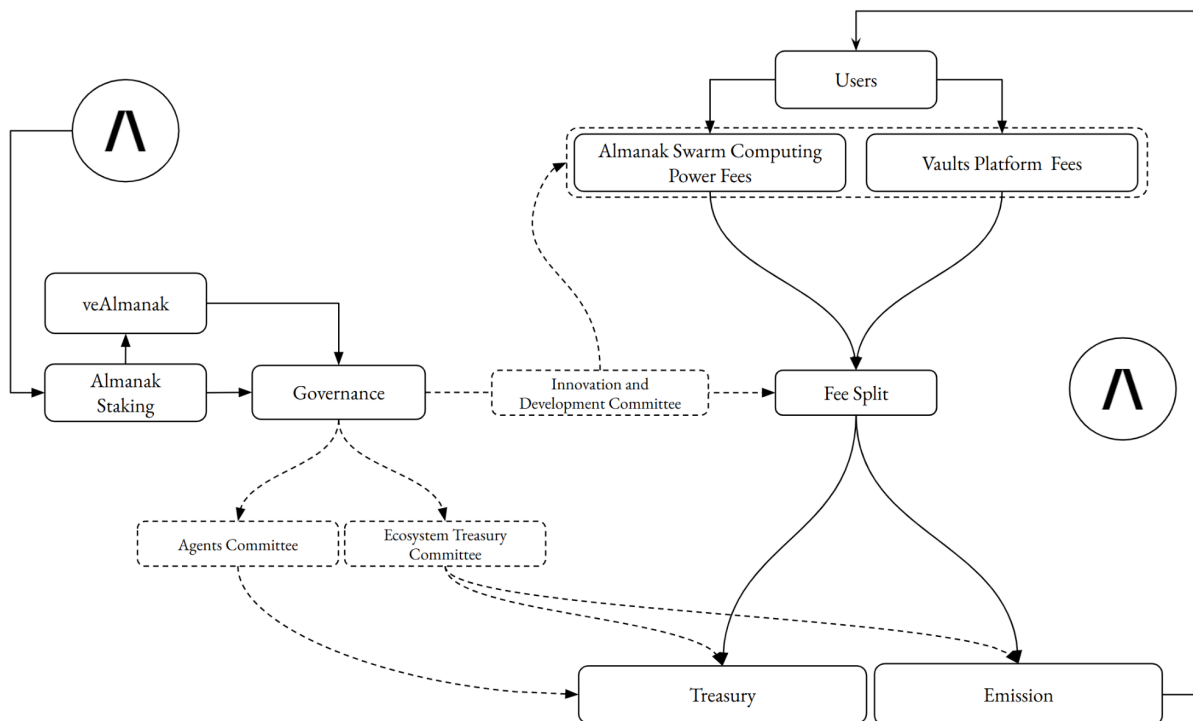 Users
Almanak Swarm Computing
Power Fees
Vaults Platform Fees
veAlmanak
Almanak
Staking
Governance
Innovation and
Development Committee
Fee Split
Agents Committee
Ecosystem Treasury
Committee
Treasury
Emission